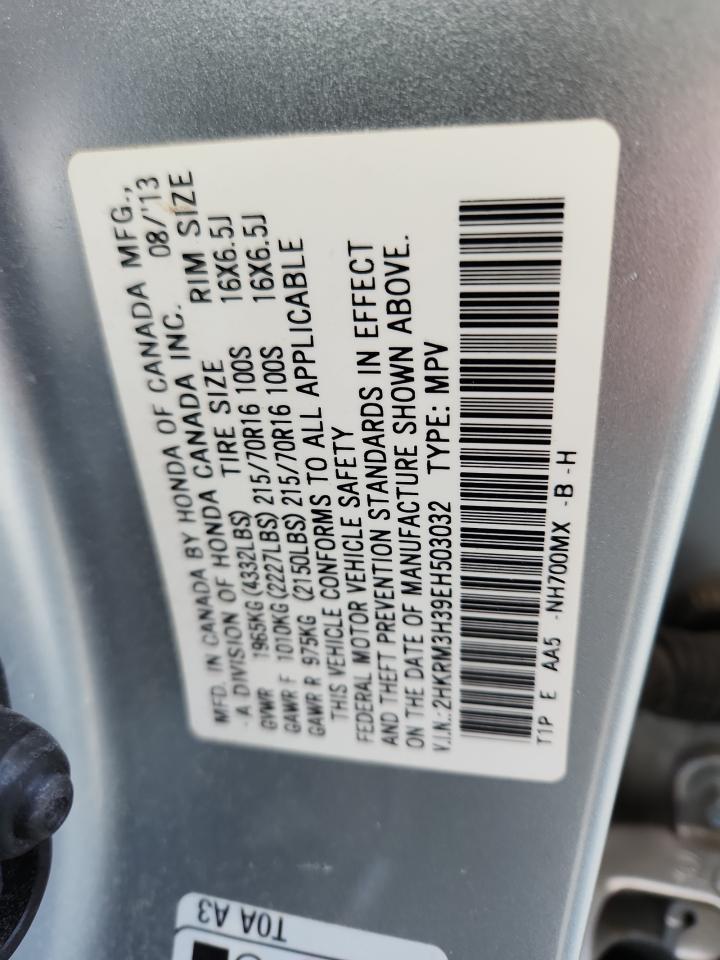 MFD. IN CANADA BY HONDA OF CANADA MFG.,
- A DIVISION OF HONDA CANADA INC. 08/'13
TIRE SIZE RIM SIZE
GVWR 1965KG (4332LBS)
GAWR F 1010KG (2227LBS) 215/70R16 100S 16X6.5J
GAWR R 975KG (2150LBS) 215/70R16 100S 16X6.5J
THIS VEHICLE CONFORMS TO ALL APPLICABLE
FEDERAL MOTOR VEHICLE SAFETY
AND THEFT PREVENTION STANDARDS IN EFFECT
ON THE DATE OF MANUFACTURE SHOWN ABOVE.
V.I.N.: 2HKRM3H39EH503032 TYPE: MPV
T1P E AA5 -NH700MX -B - H
T0A A3